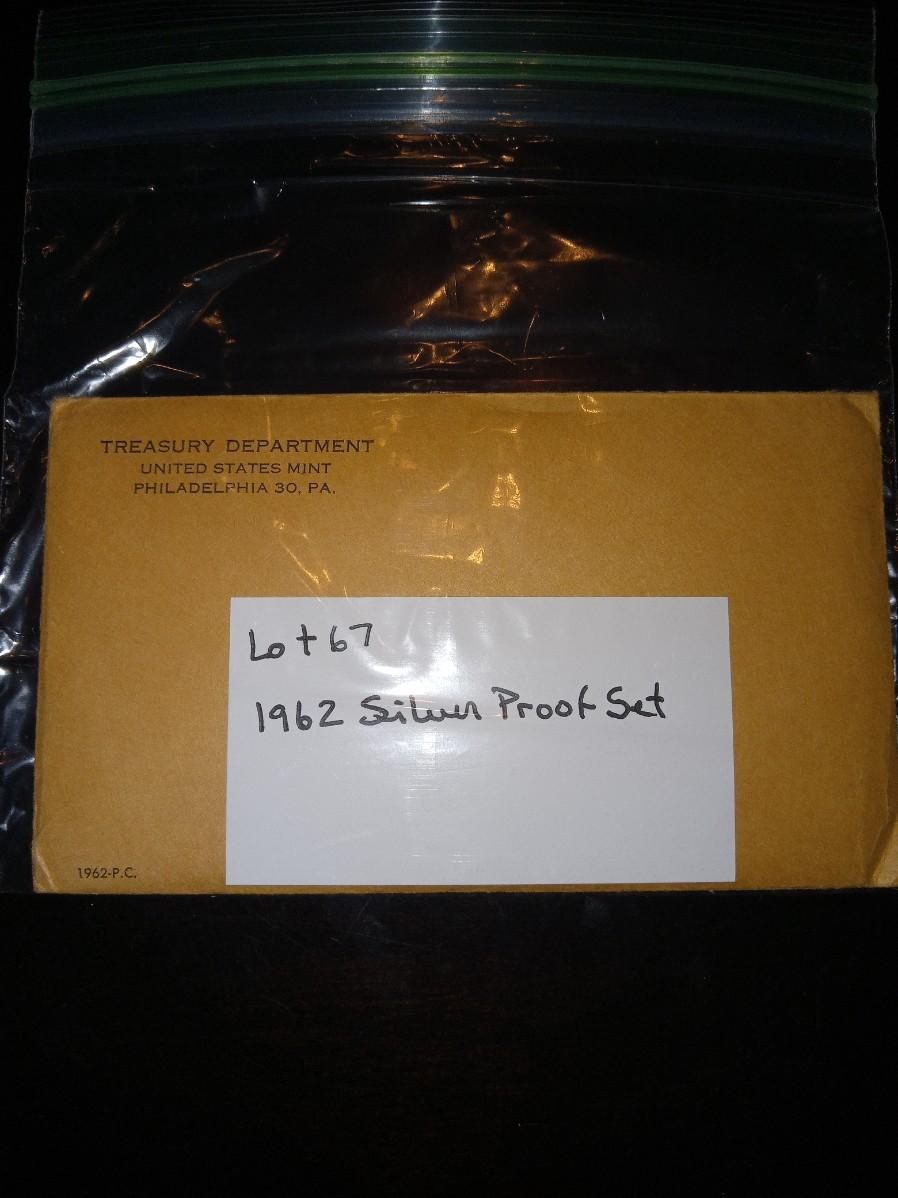 TREASURY DEPARTMENT
UNITED STATES MINT
PHILADELPHIA 30, PA.
Lot 67
1962 Silver Proof Set
1962-P.C.